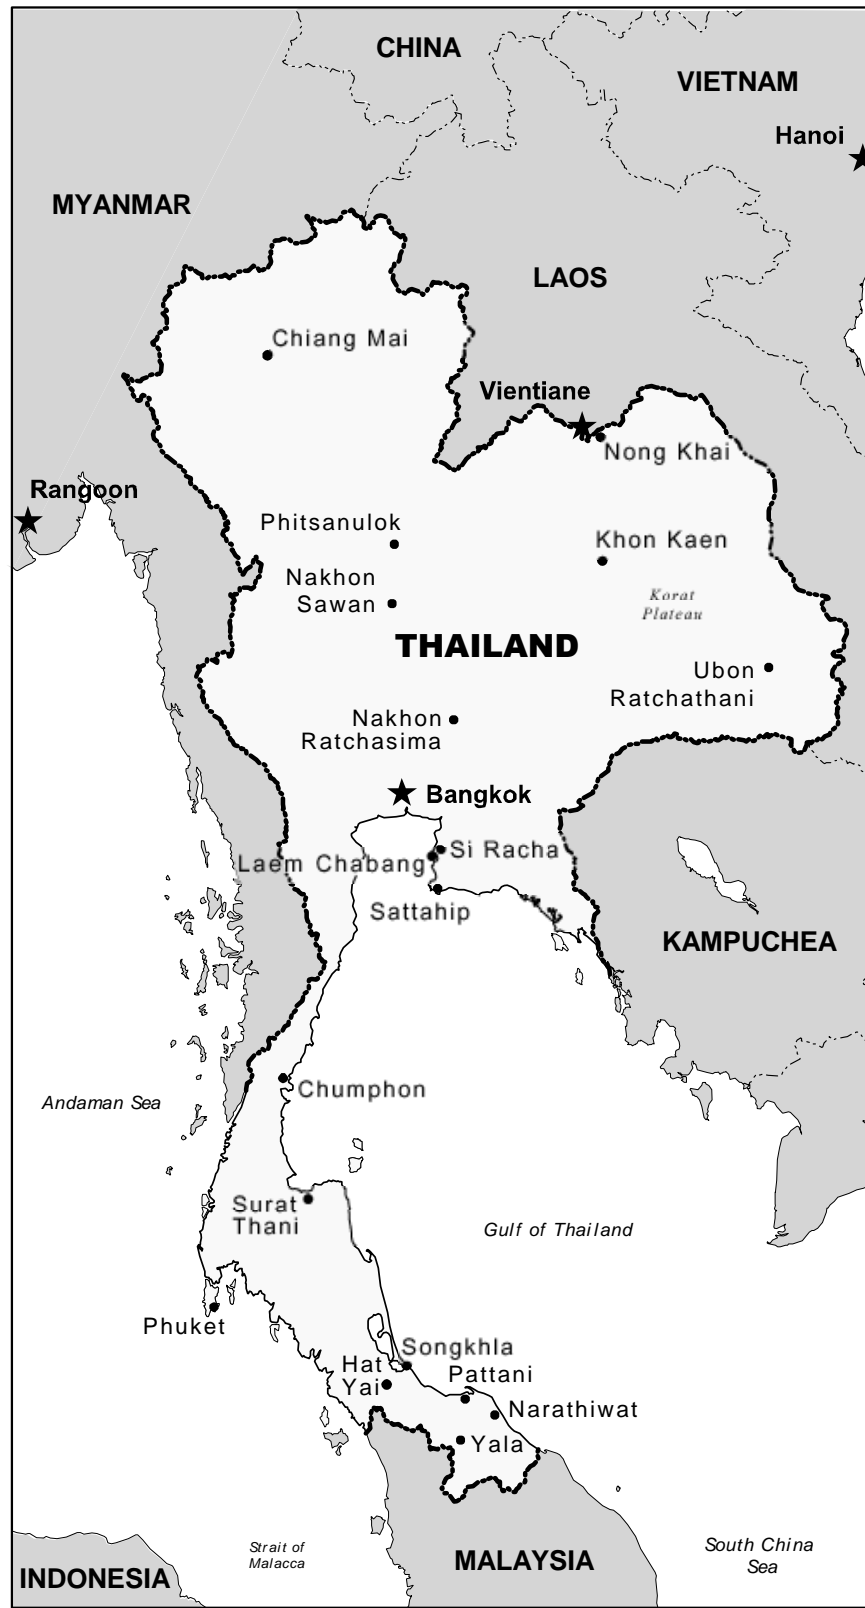 CHINA
VIETNAM
Hanoi
MYANMAR
LAOS
Chiang Mai
Vientiane
Nong Khai
Rangoon
Phitsanulok
Khon Kaen
Nakhon
Sawan
Korat
Plateau
THAILAND
Ubon
Ratchathani
Nakhon
Ratchasima
Bangkok
Si Racha
Laem Chabang
Sattahip
KAMPUCHEA
Chumphon
Andaman Sea
Surat
Thani
Gulf of Thailand
Phuket
Songkhla
Hat
Yai
Pattani
Narathiwat
Yala
Strait of
Malacca
MALAYSIA
South China
Sea
INDONESIA